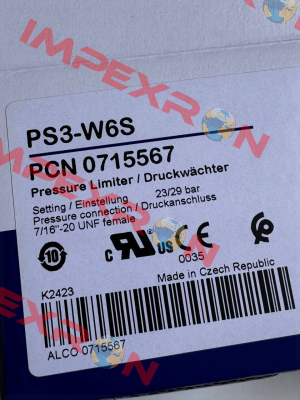 IMPEXRON
PS3-W6S
PCN 0715567
Pressure Limiter / Druckwächter
Setting / Einstellung 23/29 bar
Pressure connection / Druckanschluss
7/16"-20 UNF female
10
c RU US CE
0035
Made in Czech Republic
K2423
ALCO 0715567
IMPEXRON